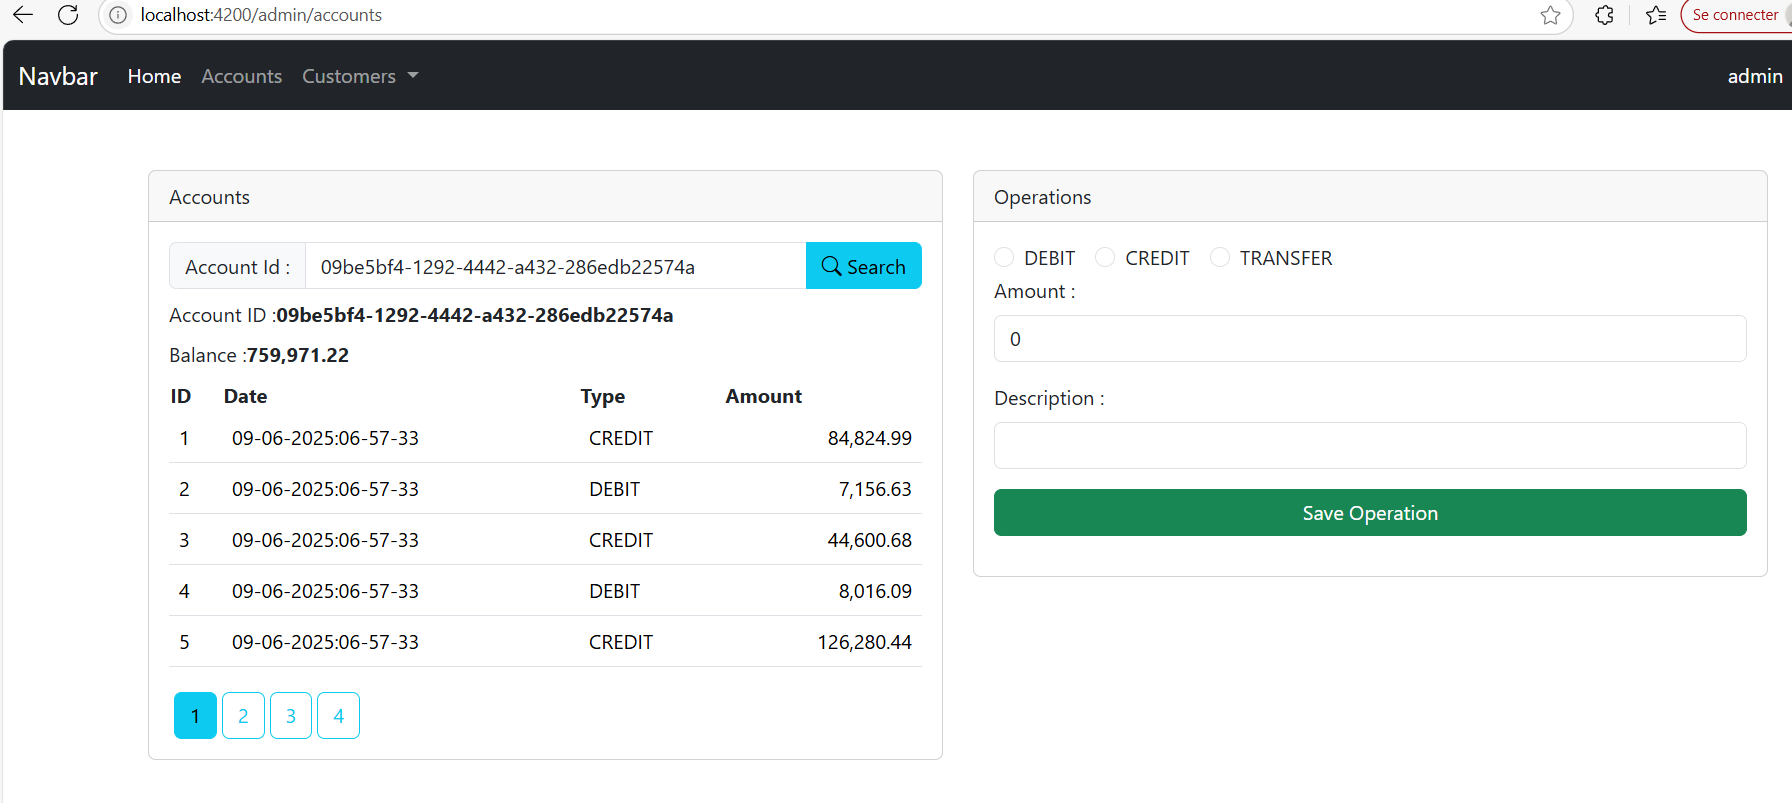 localhost:4200/admin/accounts
Se connecter
Navbar Home Accounts Customers admin
Accounts
Account Id : 09be5bf4-1292-4442-a432-286edb22574a Search
Account ID :09be5bf4-1292-4442-a432-286edb22574a
Balance :759,971.22
ID Date Type Amount
1 09-06-2025:06-57-33 CREDIT 84,824.99
2 09-06-2025:06-57-33 DEBIT 7,156.63
3 09-06-2025:06-57-33 CREDIT 44,600.68
4 09-06-2025:06-57-33 DEBIT 8,016.09
5 09-06-2025:06-57-33 CREDIT 126,280.44
1 2 3 4
Operations
DEBIT CREDIT TRANSFER
Amount :
0
Description :
Save Operation